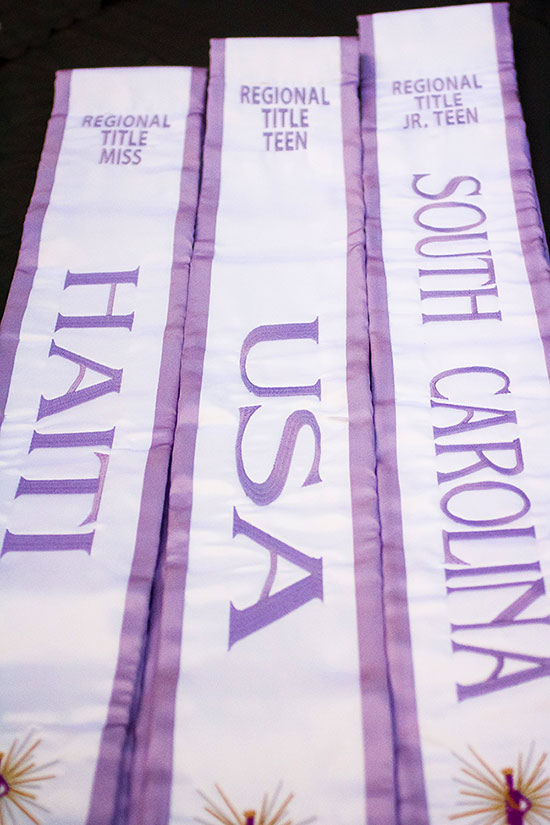 REGIONAL
TITLE
MISS
HAITI
REGIONAL
TITLE
TEEN
USA
REGIONAL
TITLE
JR. TEEN
SOUTH CAROLINA